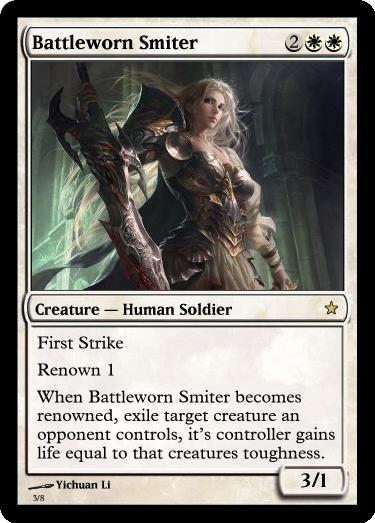 Battleworn Smiter 2
Creature — Human Soldier
First Strike
Renown 1
When Battleworn Smiter becomes
renowned, exile target creature an
opponent controls, it's controller gains
life equal to that creatures toughness.
Yichuan Li
3/1
3/8